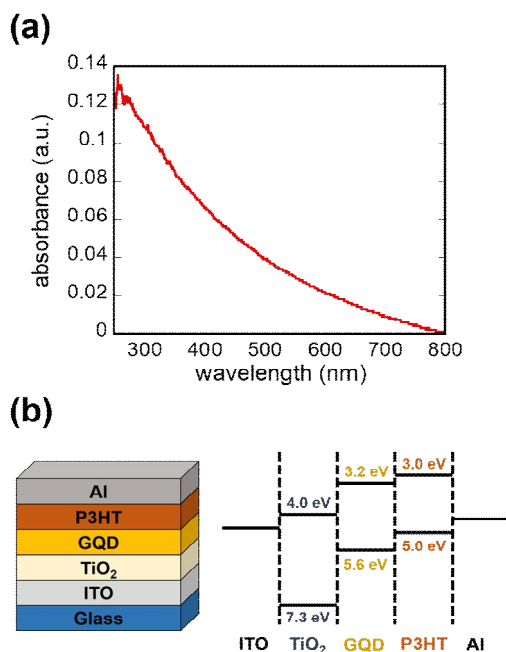 (a)
absorbance (a.u.)
0.14
0.12
0.1
0.08
0.06
0.04
0.02
0
300 400 500 600 700 800
wavelength (nm)
(b)
Al
P3HT
GQD
TiO₂
ITO
Glass
3.0 eV
3.2 eV
4.0 eV
5.0 eV
5.6 eV
7.3 eV
ITO TiO₂ GQD P3HT Al